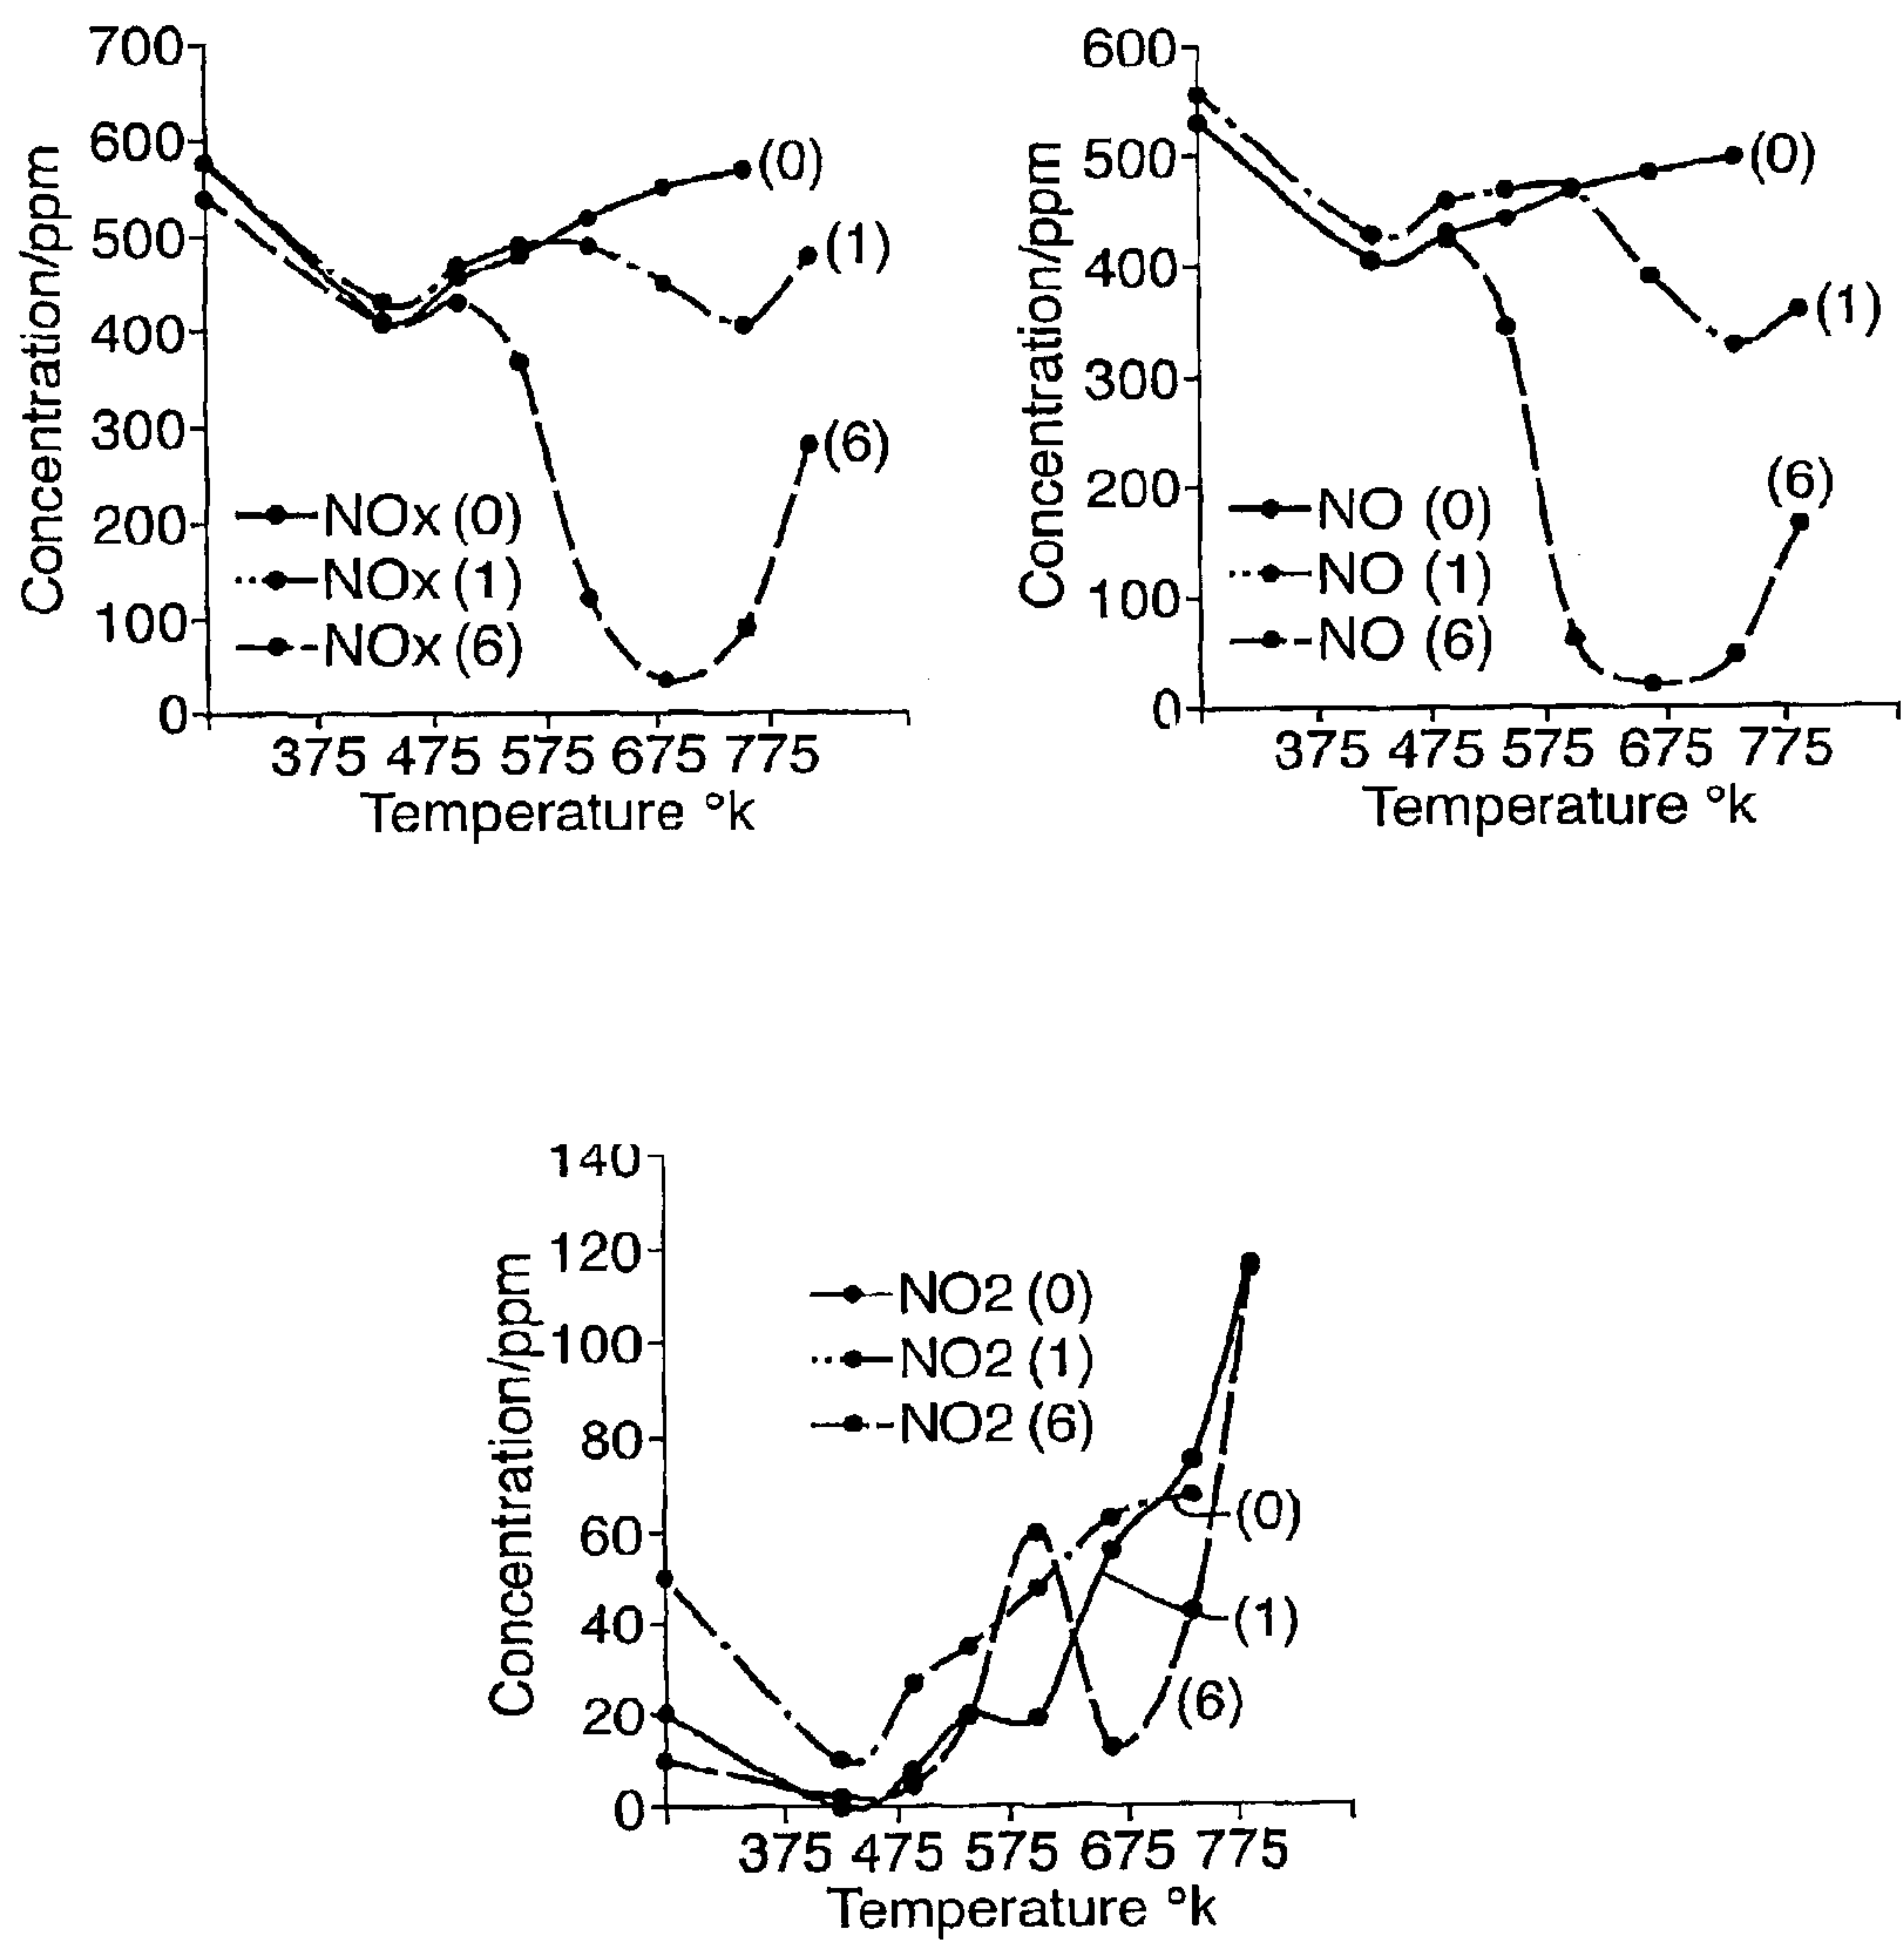 700
600
500
400
300
200
100
0
Concentration/ppm
(0)
(1)
(6)
NOx (0)
NOx (1)
NOx (6)
375 475 575 675 775
Temperature °k
600
500
400
300
200
100
0
Concentration/ppm
(0)
(1)
(6)
NO (0)
NO (1)
NO (6)
375 475 575 675 775
Temperature °k
140
120
100
80
60
40
20
0
Concentration/ppm
NO2 (0)
NO2 (1)
NO2 (6)
(0)
(1)
(6)
375 475 575 675 775
Temperature °k